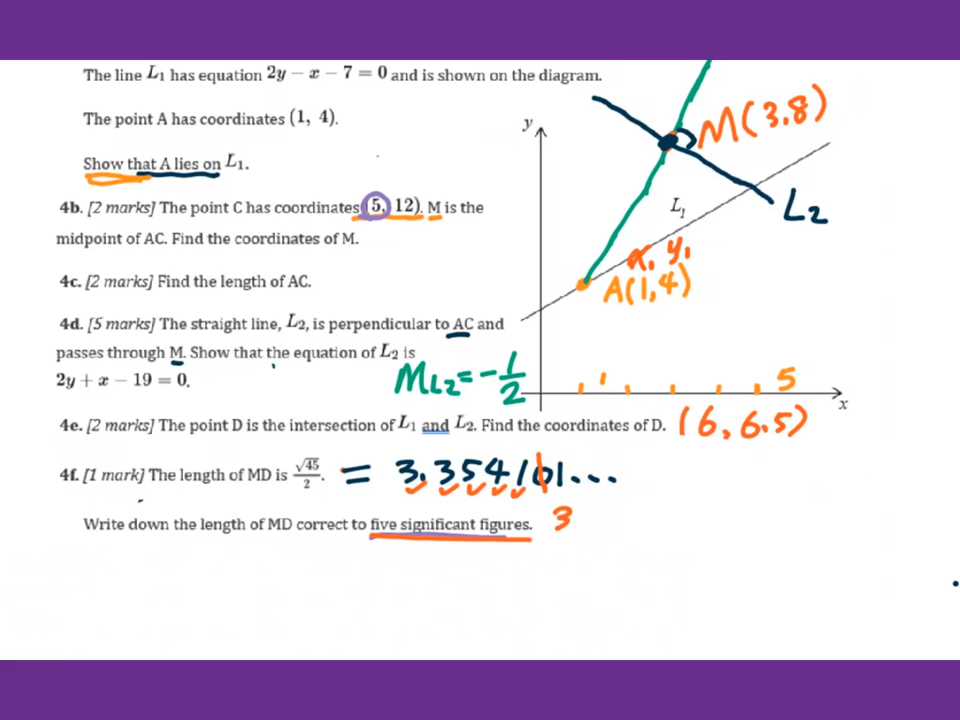 The line L₁ has equation 2y − x − 7 = 0 and is shown on the diagram.
The point A has coordinates (1, 4).
Show that A lies on L₁.
4b. [2 marks] The point C has coordinates (5, 12). M is the
midpoint of AC. Find the coordinates of M.
4c. [2 marks] Find the length of AC.
4d. [5 marks] The straight line, L₂, is perpendicular to AC and
passes through M. Show that the equation of L₂ is
2y + x − 19 = 0.
4e. [2 marks] The point D is the intersection of L₁ and L₂. Find the coordinates of D.
4f. [1 mark] The length of MD is √45/2.
Write down the length of MD correct to five significant figures.
y
M(3,8)
L₁
L2
x₁ y₁
A(1,4)
ML2=-1/2
5
x
(6, 6.5)
= 3.354101...
3